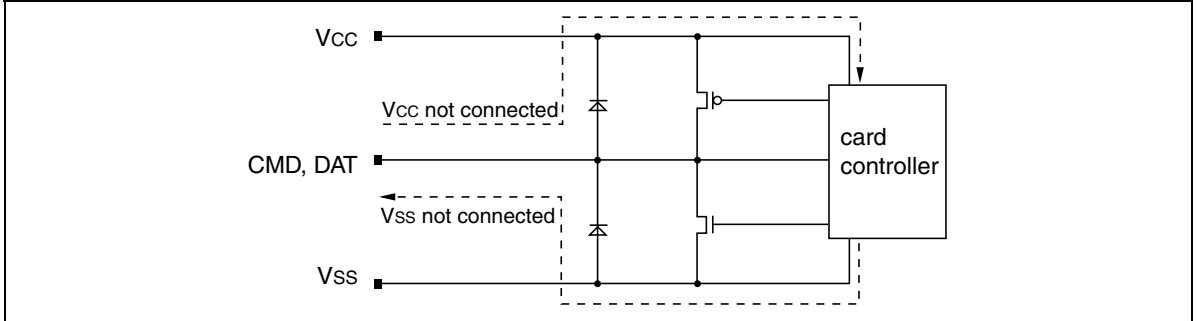 VCC
VCC not connected
CMD, DAT
card
controller
VSS not connected
VSS